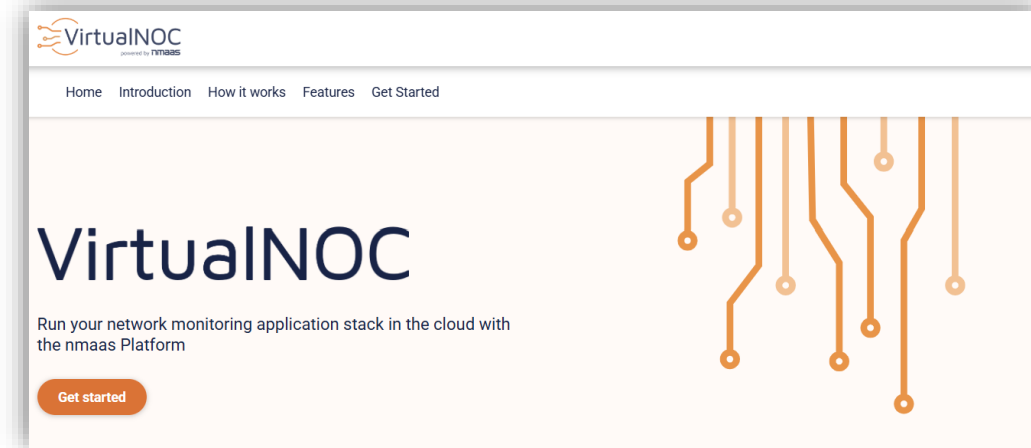 VirtualNOC
powered by nmaas
Home Introduction How it works Features Get Started
VirtualNOC
Run your network monitoring application stack in the cloud with
the nmaas Platform
Get started